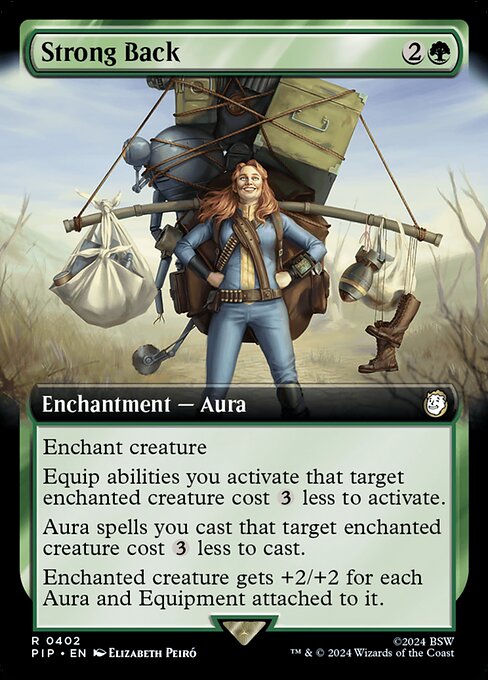 Strong Back 2
Enchantment — Aura
Enchant creature
Equip abilities you activate that target
enchanted creature cost 3 less to activate.
Aura spells you cast that target enchanted
creature cost 3 less to cast.
Enchanted creature gets +2/+2 for each
Aura and Equipment attached to it.
R 0402
PIP • EN Elizabeth Peiró
©2024 BSW
™ & © 2024 Wizards of the Coast